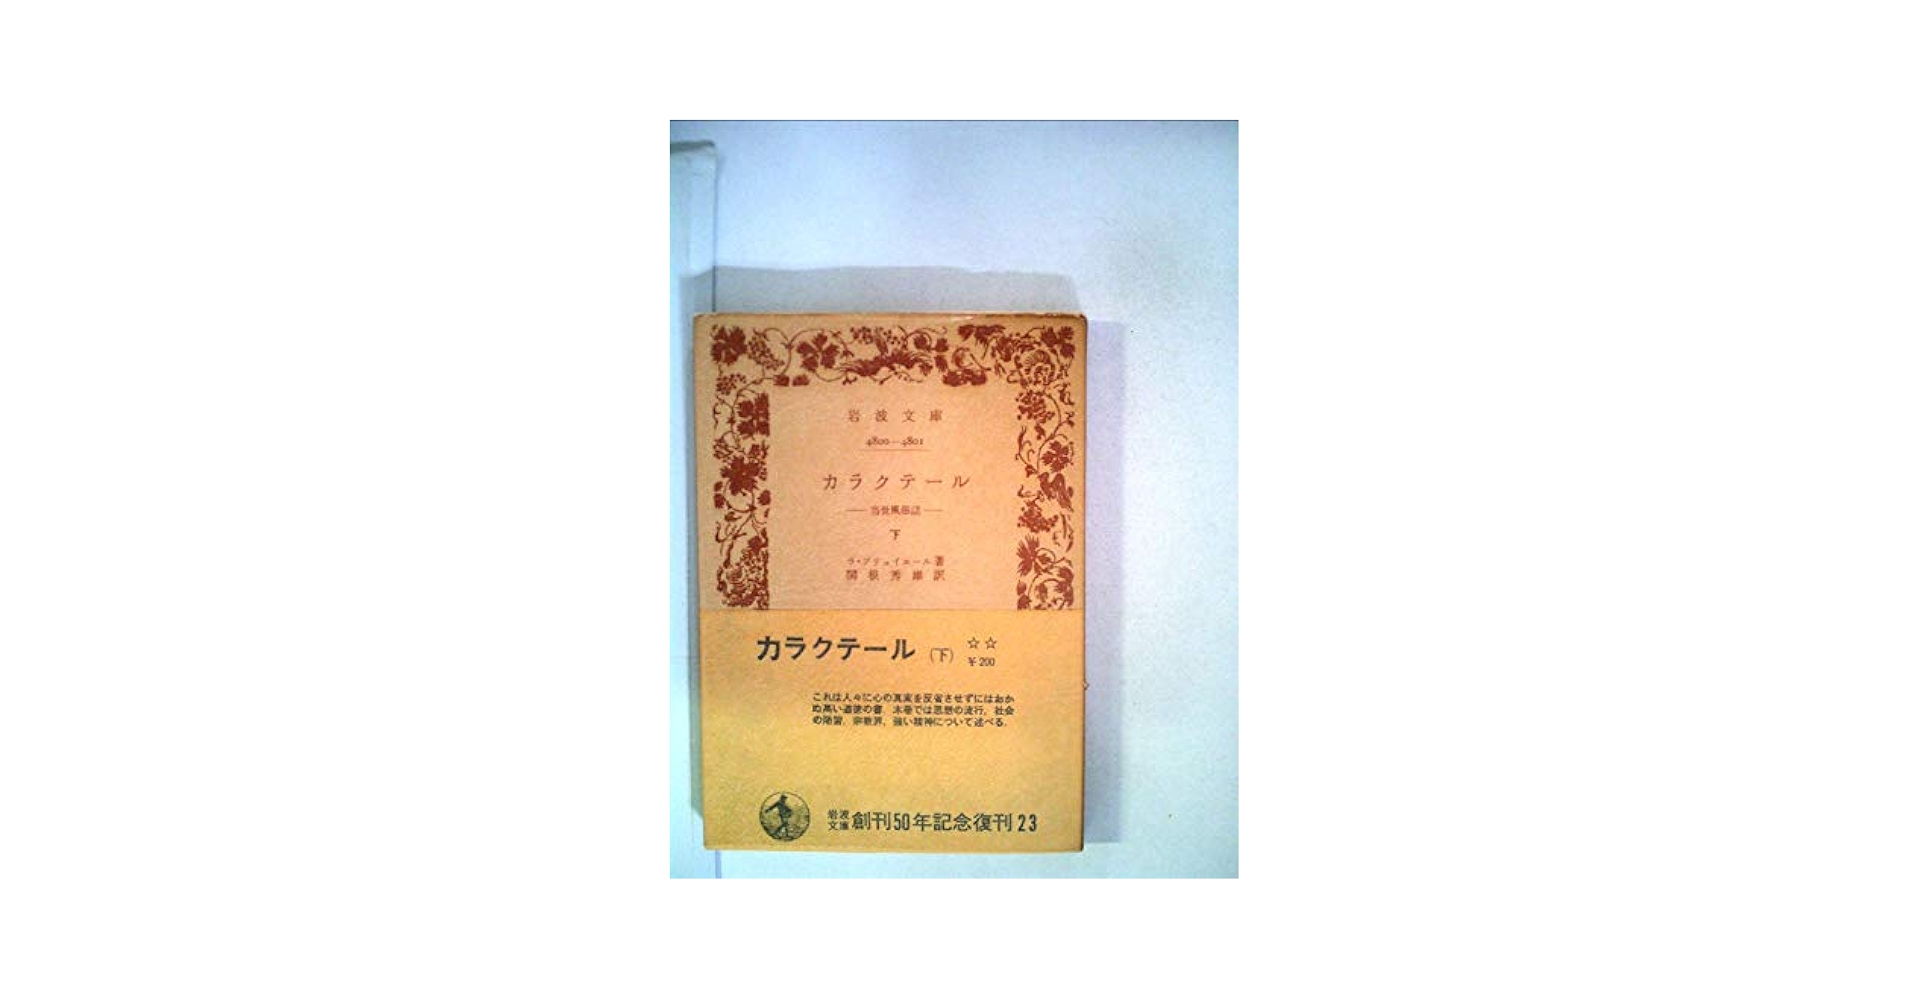 岩波文庫
4800—4801
カラクテール
—当世風俗誌—
下
ラ・ブリュイエール著
関根秀雄訳
カラクテール (下) ☆☆
¥200
これは人々に心の真実を反省させずにはおか
ぬ高い道徳の書．本巻では思想の流行，社会
の陋習，宗教界，強い精神について述べる．
岩波文庫 創刊50年記念復刊 23